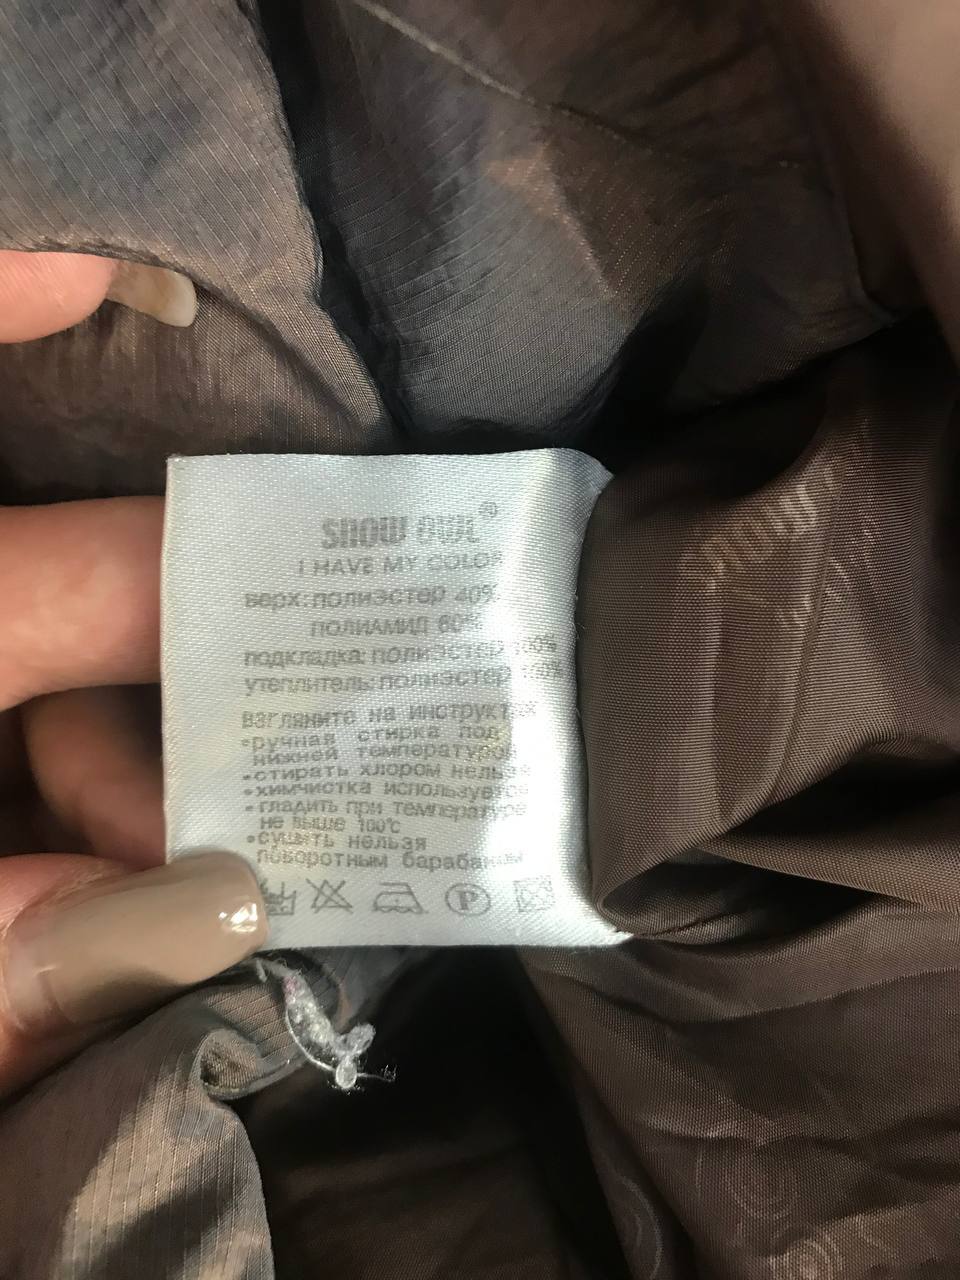 SNOW OWL®
I HAVE MY COLOR
верх: полиэстер 40%
полиамид 60%
подкладка: полиэстер 100%
утеплитель: полиэстер 100%
взгляните на инструктаж
•ручная стирка под
нижней температурой
•стирать хлором нельзя
•химчистка используется
•гладить при температуре
не выше 100℃
•сушить нельзя
поворотным барабаном
P
SNOW